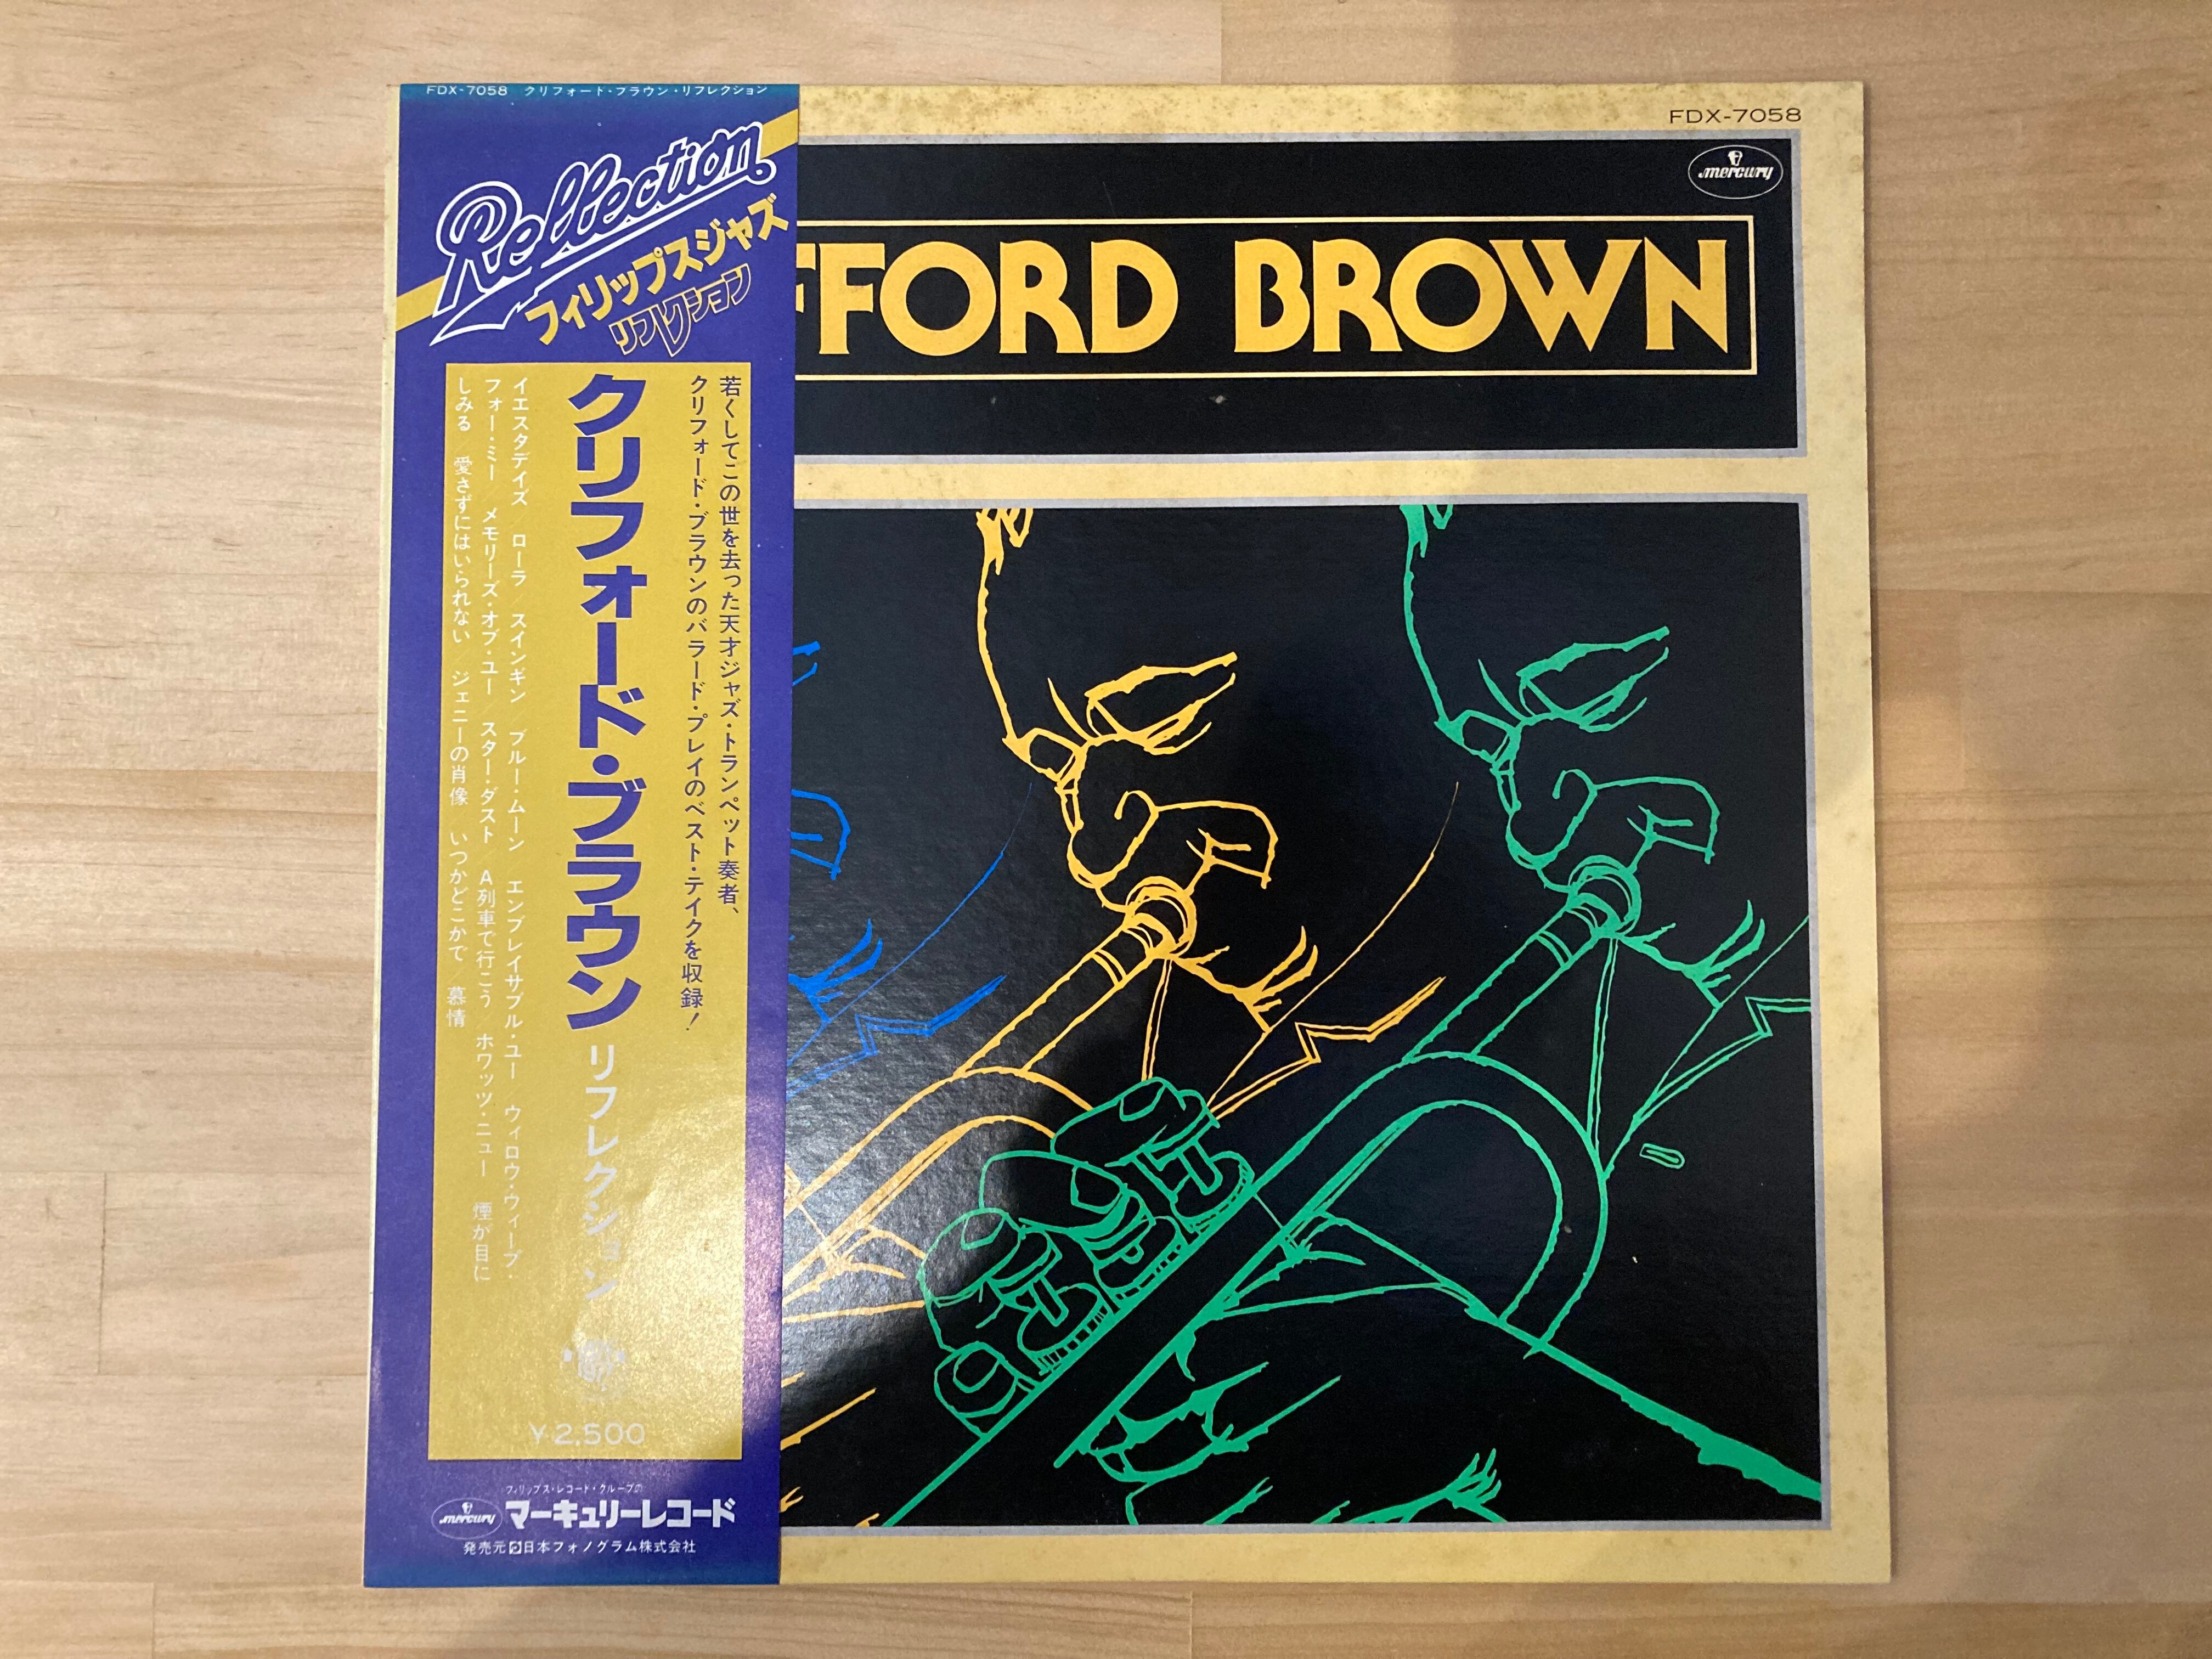 FDX-7058 クリフォード・ブラウン・リフレクション
Reflection
フィリップスジャズ
リフレクション
若くしてこの世を去った天才ジャズ・トランペット奏者、
クリフォード・ブラウンのバラード・プレイのベスト・テイクを収録!
クリフォード・ブラウン リフレクション
イエスタデイズ/ローラ/スインギン/ブルー・ムーン エンブレイサブル・ユー ウィロウ・ウィープ・
フォー・ミー/メモリーズ・オブ・ユー/スター・ダスト/A列車で行こう ホワッツ・ニュー 煙が目に
しみる/愛さずにはいられない ジェニーの肖像 いつかどこかで/慕情
¥2,500
フィリップス・レコード・グループの
mercury マーキュリーレコード
発売元 日本フォノグラム株式会社
FDX-7058
mercury
FFORD BROWN